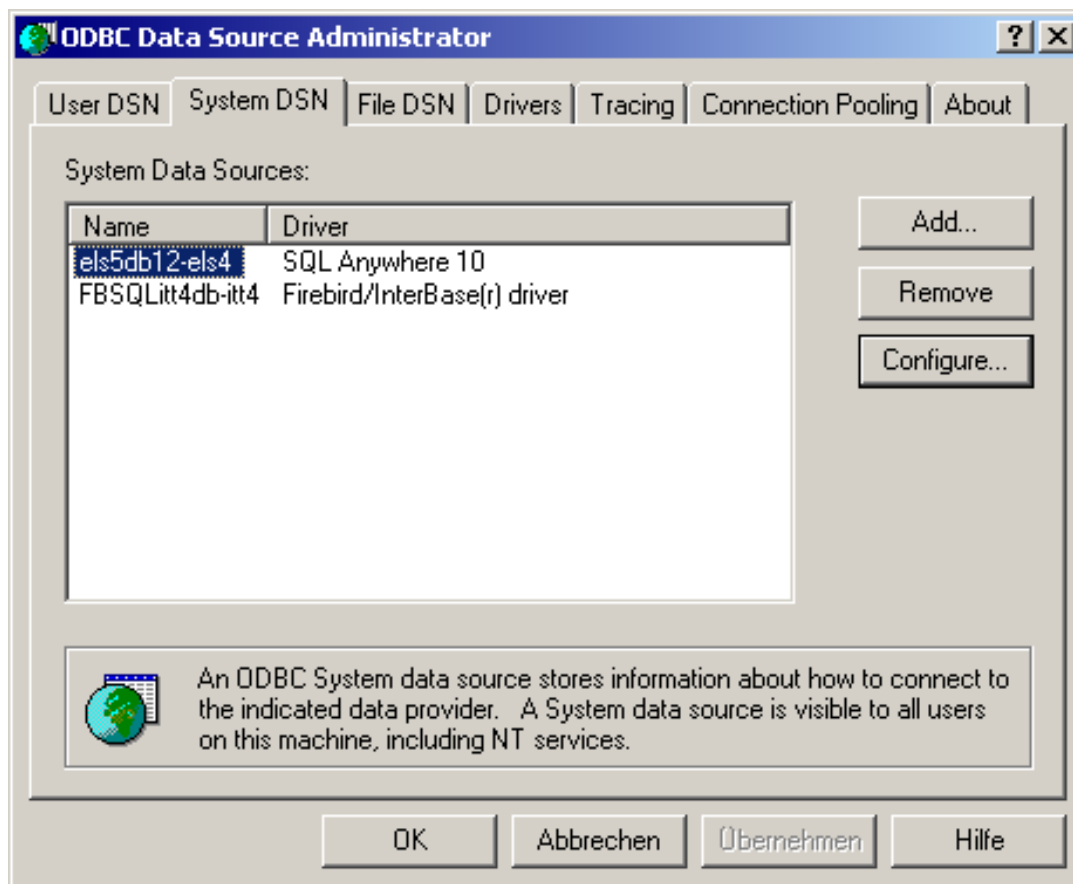 ODBC Data Source Administrator
User DSN System DSN File DSN Drivers Tracing Connection Pooling About
System Data Sources:
Name Driver
els5db12-els4 SQL Anywhere 10
FBSQLitt4db-itt4 Firebird/InterBase(r) driver
Add...
Remove
Configure...
An ODBC System data source stores information about how to connect to
the indicated data provider. A System data source is visible to all users
on this machine, including NT services.
OK Abbrechen Übernehmen Hilfe